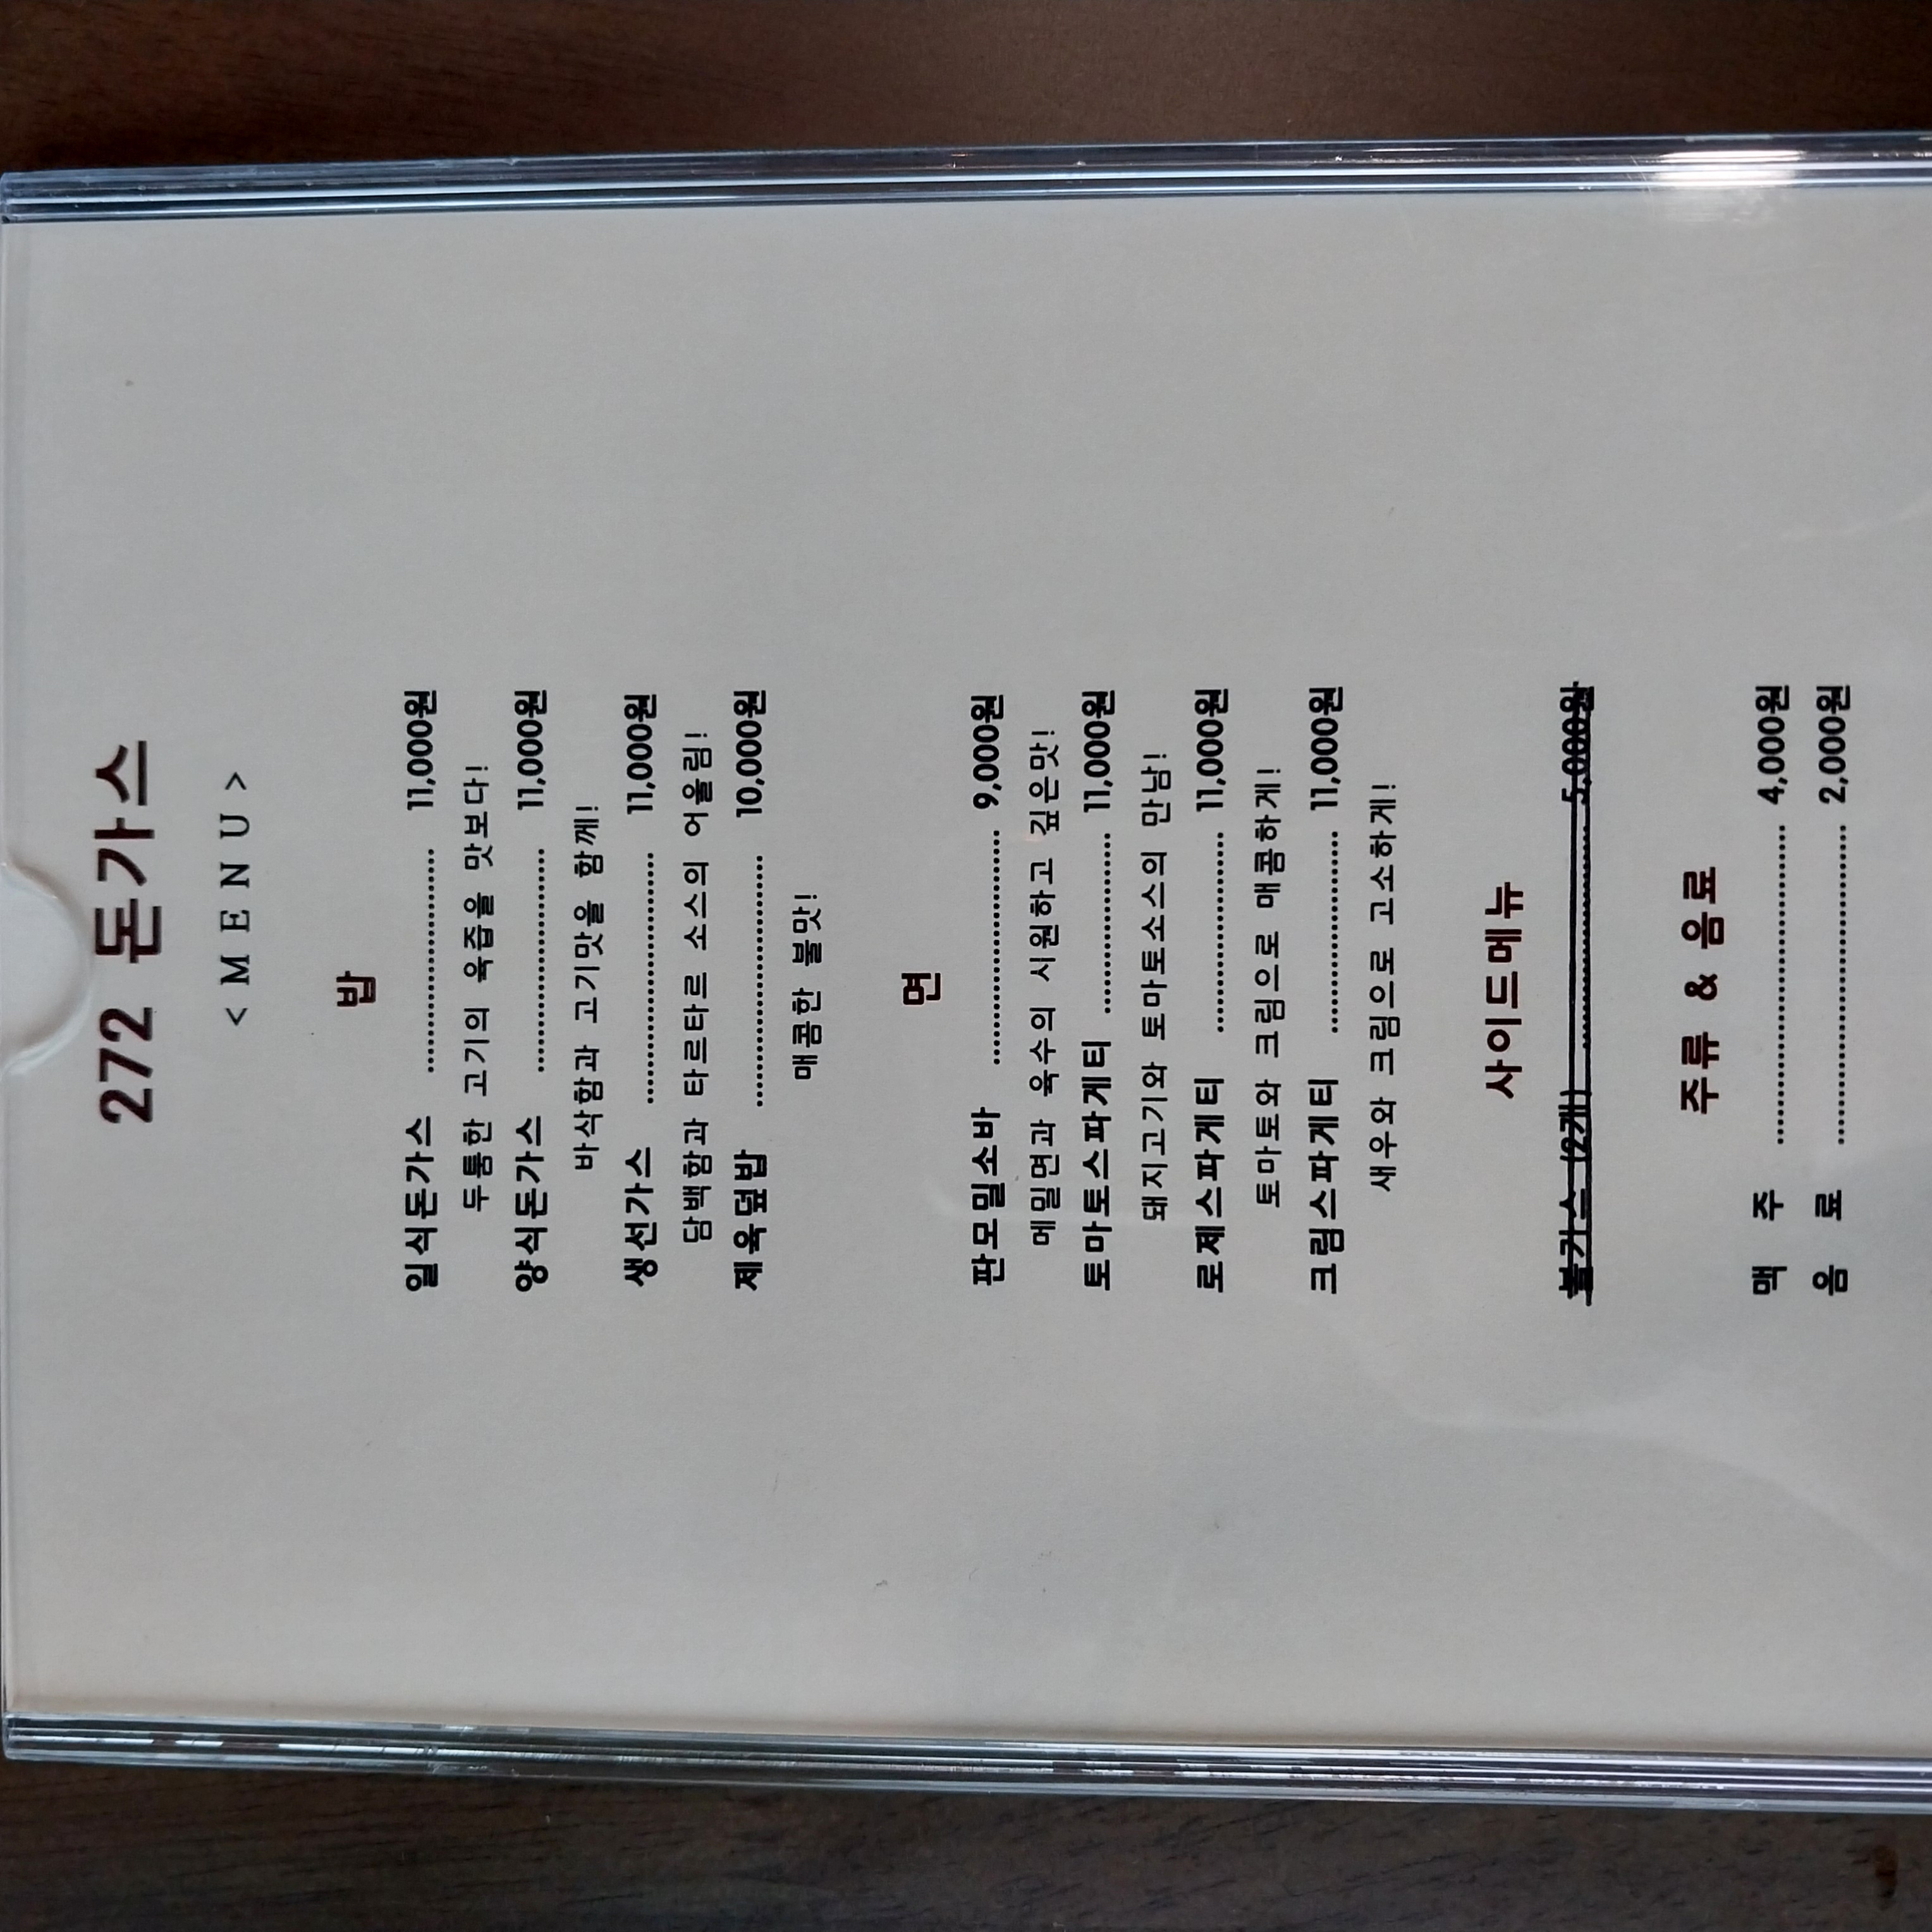 272 돈가스
< M E N U >
밥
일식돈가스 ........................ 11,000원
두툼한 고기의 육즙을 맛보다!
양식돈가스 ........................ 11,000원
바삭함과 고기맛을 함께!
생선가스 ........................... 11,000원
담백함과 타르타르 소스의 어울림!
제육덮밥 ........................... 10,000원
매콤한 불맛!
면
판모밀소바 ......................... 9,000원
메밀면과 육수의 시원하고 깊은맛!
토마토스파게티 .................... 11,000원
돼지고기와 토마토소스의 만남!
로제스파게티 ...................... 11,000원
토마토와 크림으로 매콤하게!
크림스파게티 ...................... 11,000원
새우와 크림으로 고소하게!
사이드메뉴
(2개) ........................ 5,000원
주류 & 음료
맥 주 .................................. 4,000원
음 료 .................................. 2,000원